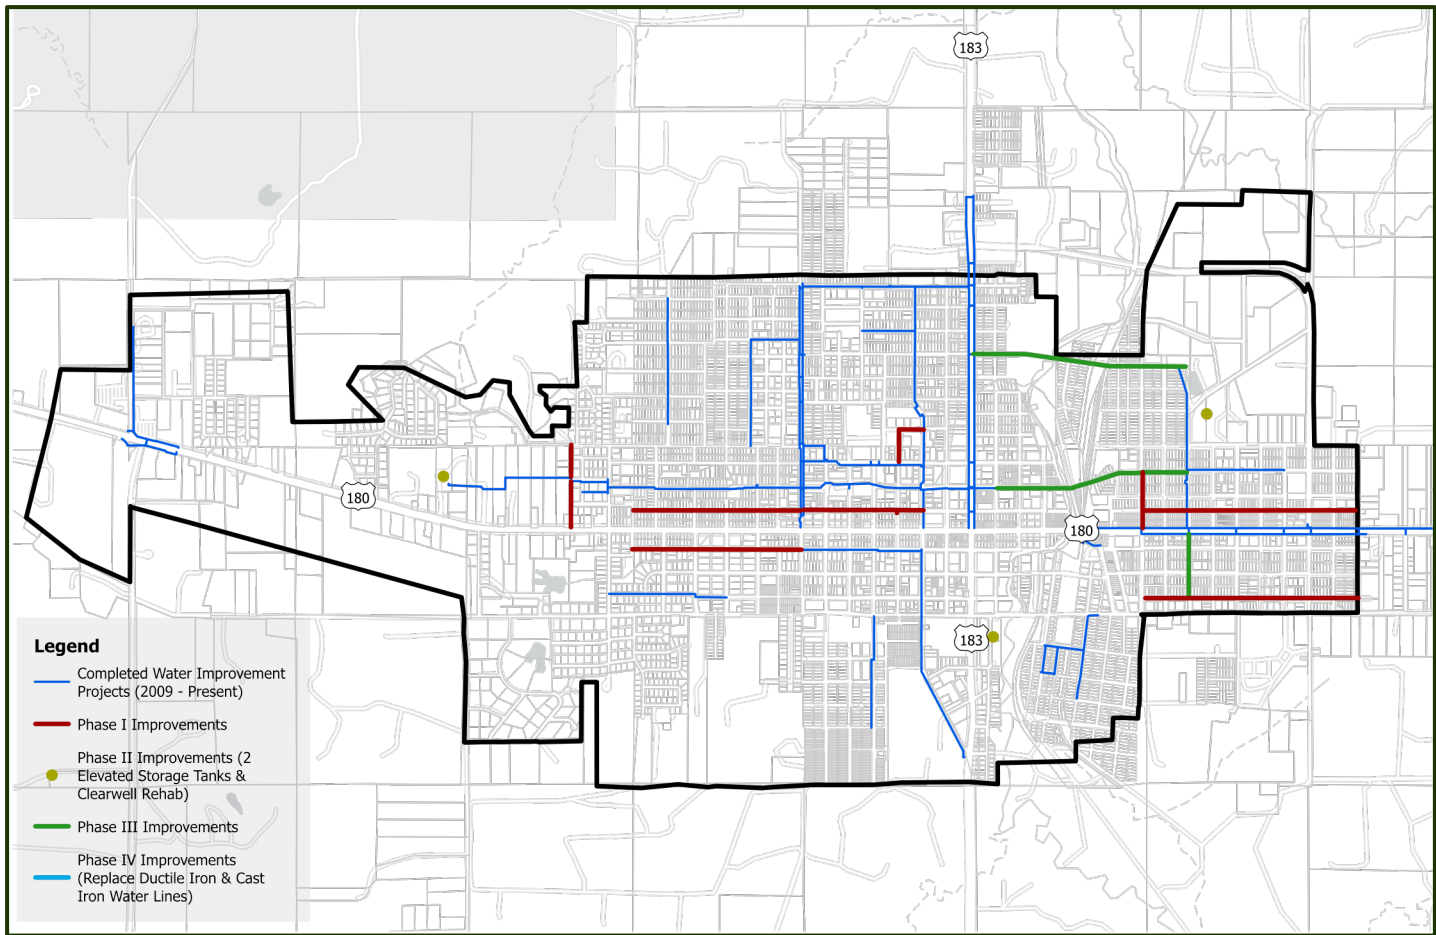 183
180
180
183
Legend
Completed Water Improvement
Projects (2009 - Present)
Phase I Improvements
Phase II Improvements (2
Elevated Storage Tanks &
Clearwell Rehab)
Phase III Improvements
Phase IV Improvements
(Replace Ductile Iron & Cast
Iron Water Lines)